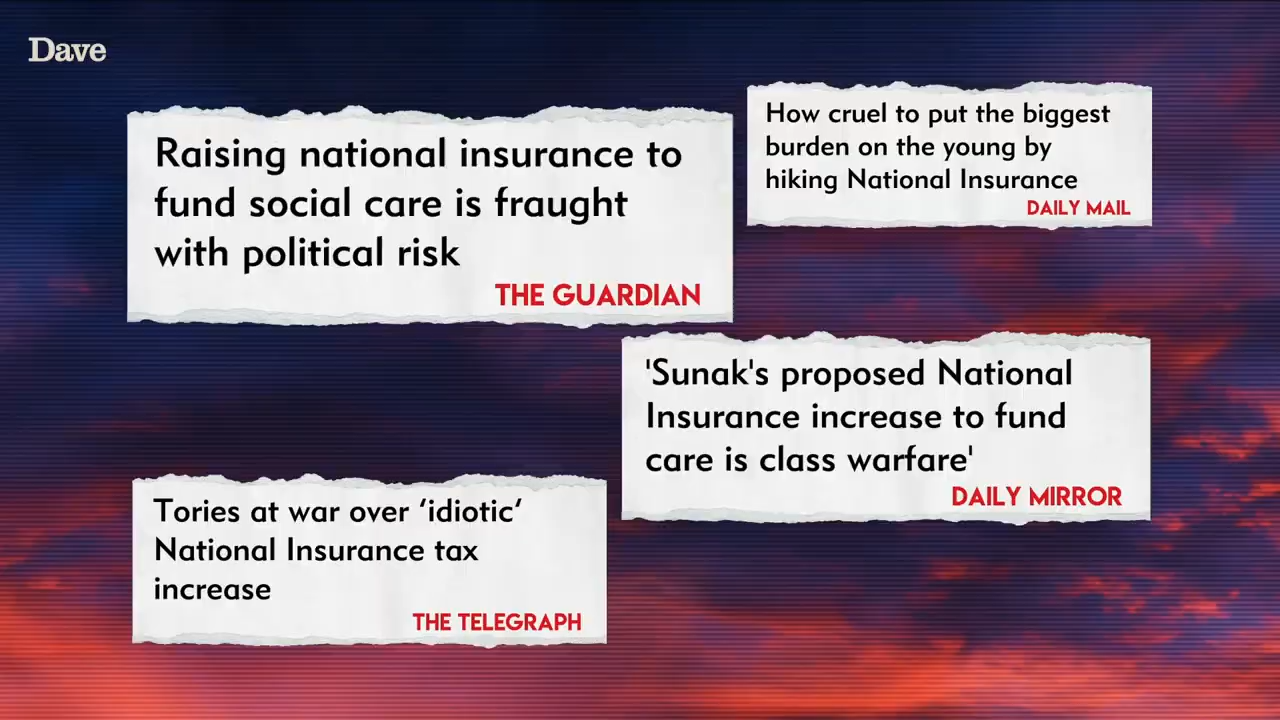 Dave
Raising national insurance to
fund social care is fraught
with political risk
THE GUARDIAN
How cruel to put the biggest
burden on the young by
hiking National Insurance
DAILY MAIL
'Sunak's proposed National
Insurance increase to fund
care is class warfare'
DAILY MIRROR
Tories at war over ‘idiotic‘
National Insurance tax
increase
THE TELEGRAPH